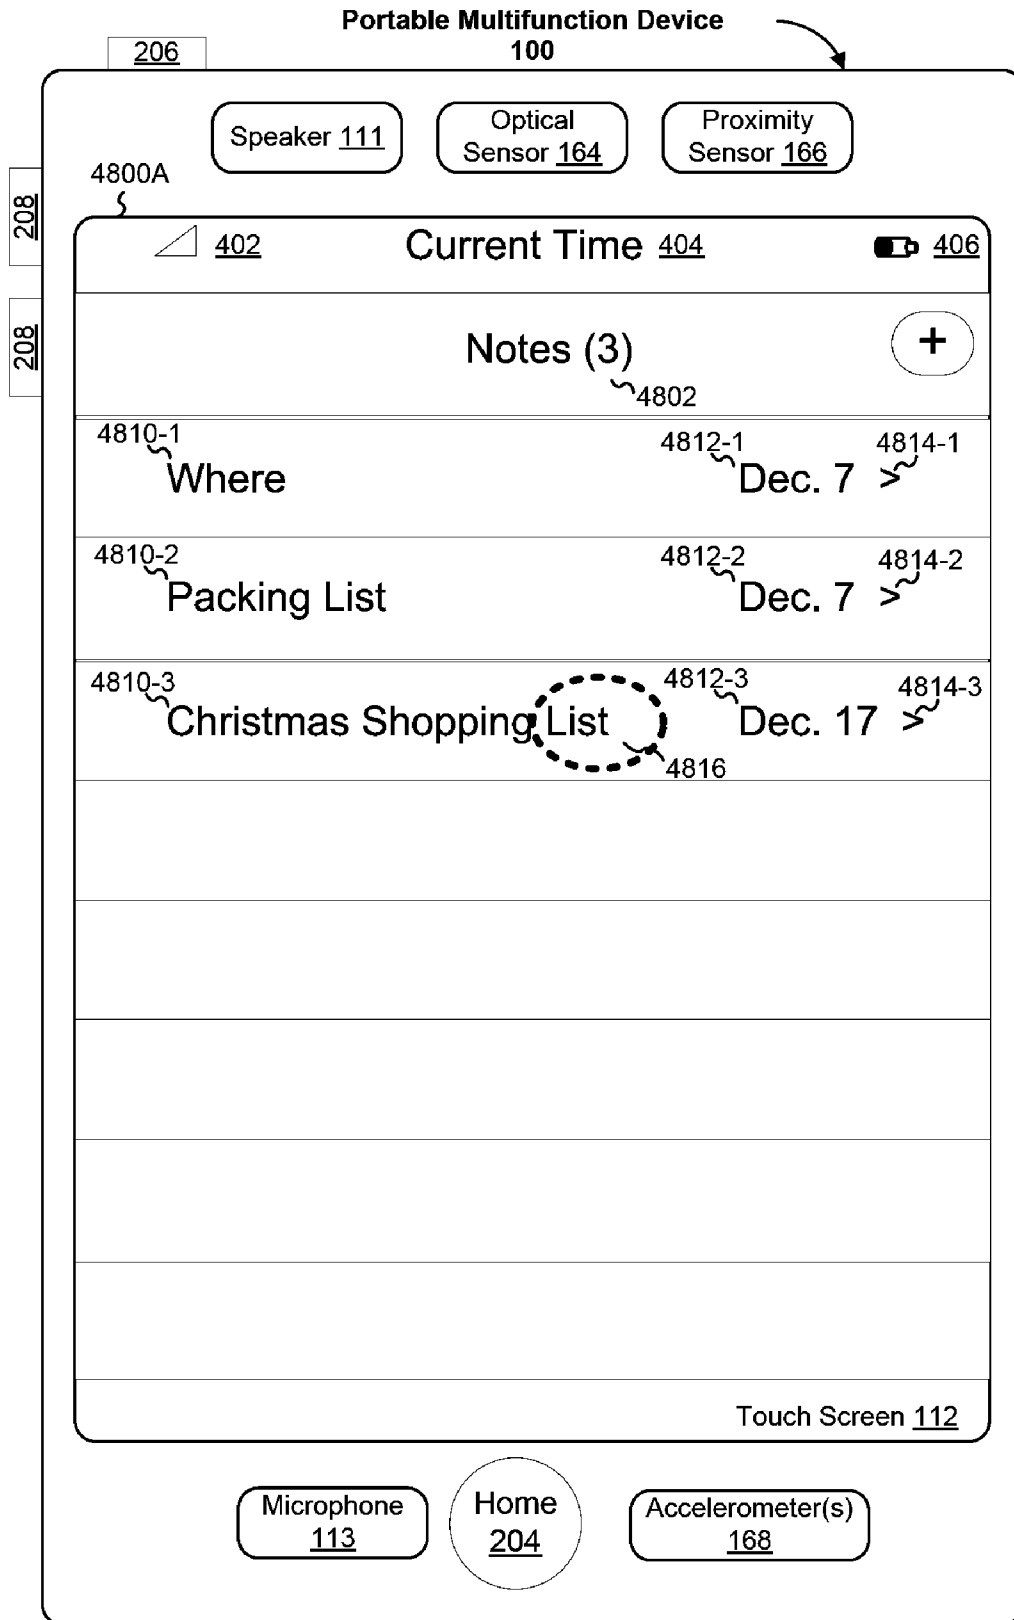 Portable Multifunction Device
100
206
Speaker 111
Optical
Sensor 164
Proximity
Sensor 166
4800A
208
208
402
Current Time 404
406
Notes (3)
+
4802
4810-1
4812-1
4814-1
Where
Dec. 7 >
4810-2
4812-2
4814-2
Packing List
Dec. 7 >
4810-3
4812-3
4814-3
Christmas Shopping List
Dec. 17 >
4816
Touch Screen 112
Microphone
113
Home
204
Accelerometer(s)
168